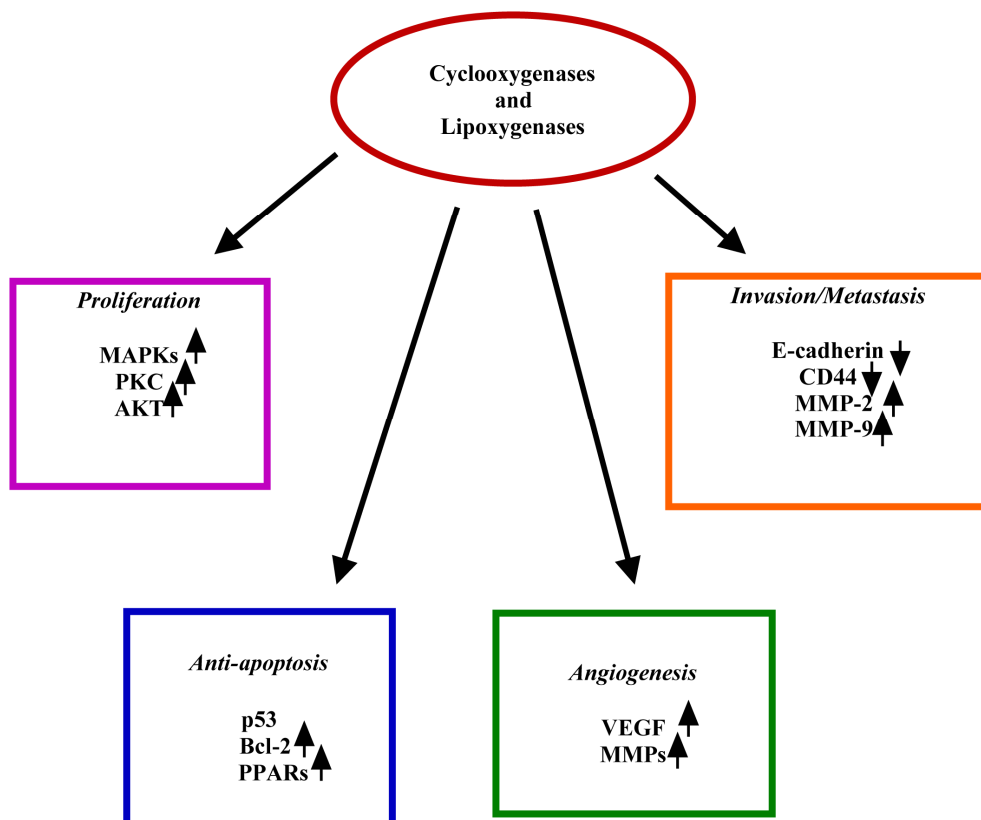 Cyclooxygenases
and
Lipoxygenases
Proliferation
MAPKs
PKC
AKT
Invasion/Metastasis
E-cadherin
CD44
MMP-2
MMP-9
Anti-apoptosis
p53
Bcl-2
PPARs
Angiogenesis
VEGF
MMPs